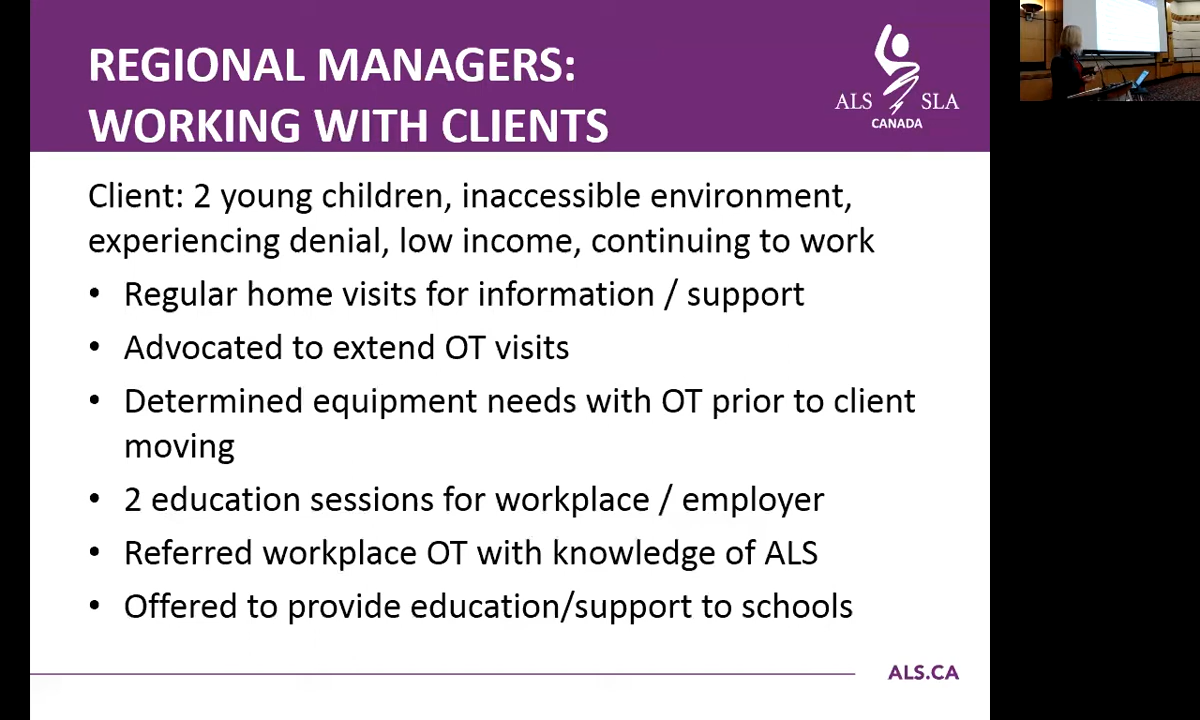 REGIONAL MANAGERS:
WORKING WITH CLIENTS
ALS SLA
CANADA
Client: 2 young children, inaccessible environment,
experiencing denial, low income, continuing to work
• Regular home visits for information / support
• Advocated to extend OT visits
• Determined equipment needs with OT prior to client
moving
• 2 education sessions for workplace / employer
• Referred workplace OT with knowledge of ALS
• Offered to provide education/support to schools
ALS.CA